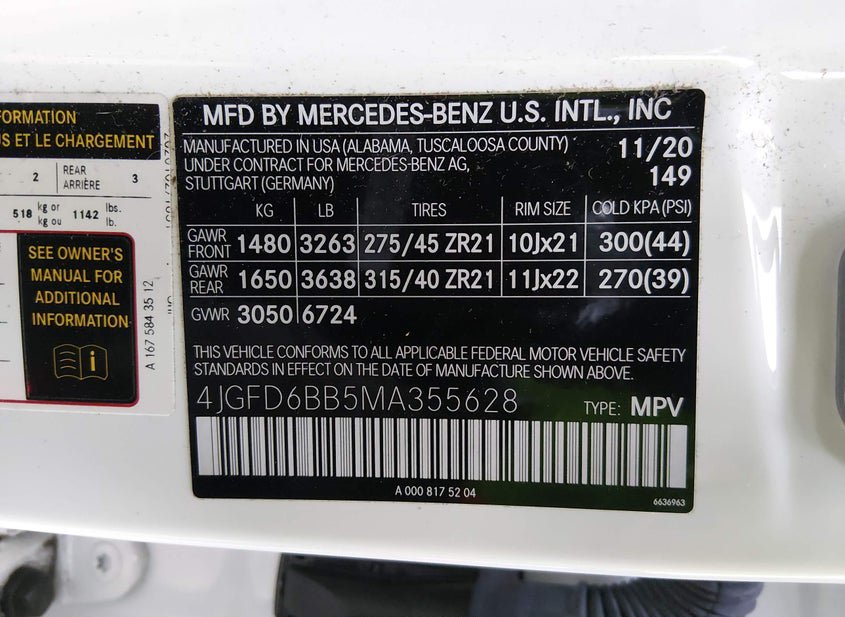 FORMATION
US ET LE CHARGEMENT
2 REAR ARRIÈRE 3
518 kg or kg ou 1142 lbs. lb.
SEE OWNER'S
MANUAL FOR
ADDITIONAL
INFORMATION
A 167 584 35 12
MFD BY MERCEDES-BENZ U.S. INTL., INC
MANUFACTURED IN USA (ALABAMA, TUSCALOOSA COUNTY) 11/20
UNDER CONTRACT FOR MERCEDES-BENZ AG,
STUTTGART (GERMANY) 149
KG LB TIRES RIM SIZE COLD KPA(PSI)
GAWR FRONT 1480 3263 275/45 ZR21 10Jx21 300(44)
GAWR REAR 1650 3638 315/40 ZR21 11Jx22 270(39)
GVWR 3050 6724
THIS VEHICLE CONFORMS TO ALL APPLICABLE FEDERAL MOTOR VEHICLE SAFETY
STANDARDS IN EFFECT ON THE DATE OF MANUFACTURE SHOWN ABOVE.
4JGFD6BB5MA355628 TYPE: MPV
A 000 817 52 04
6636963